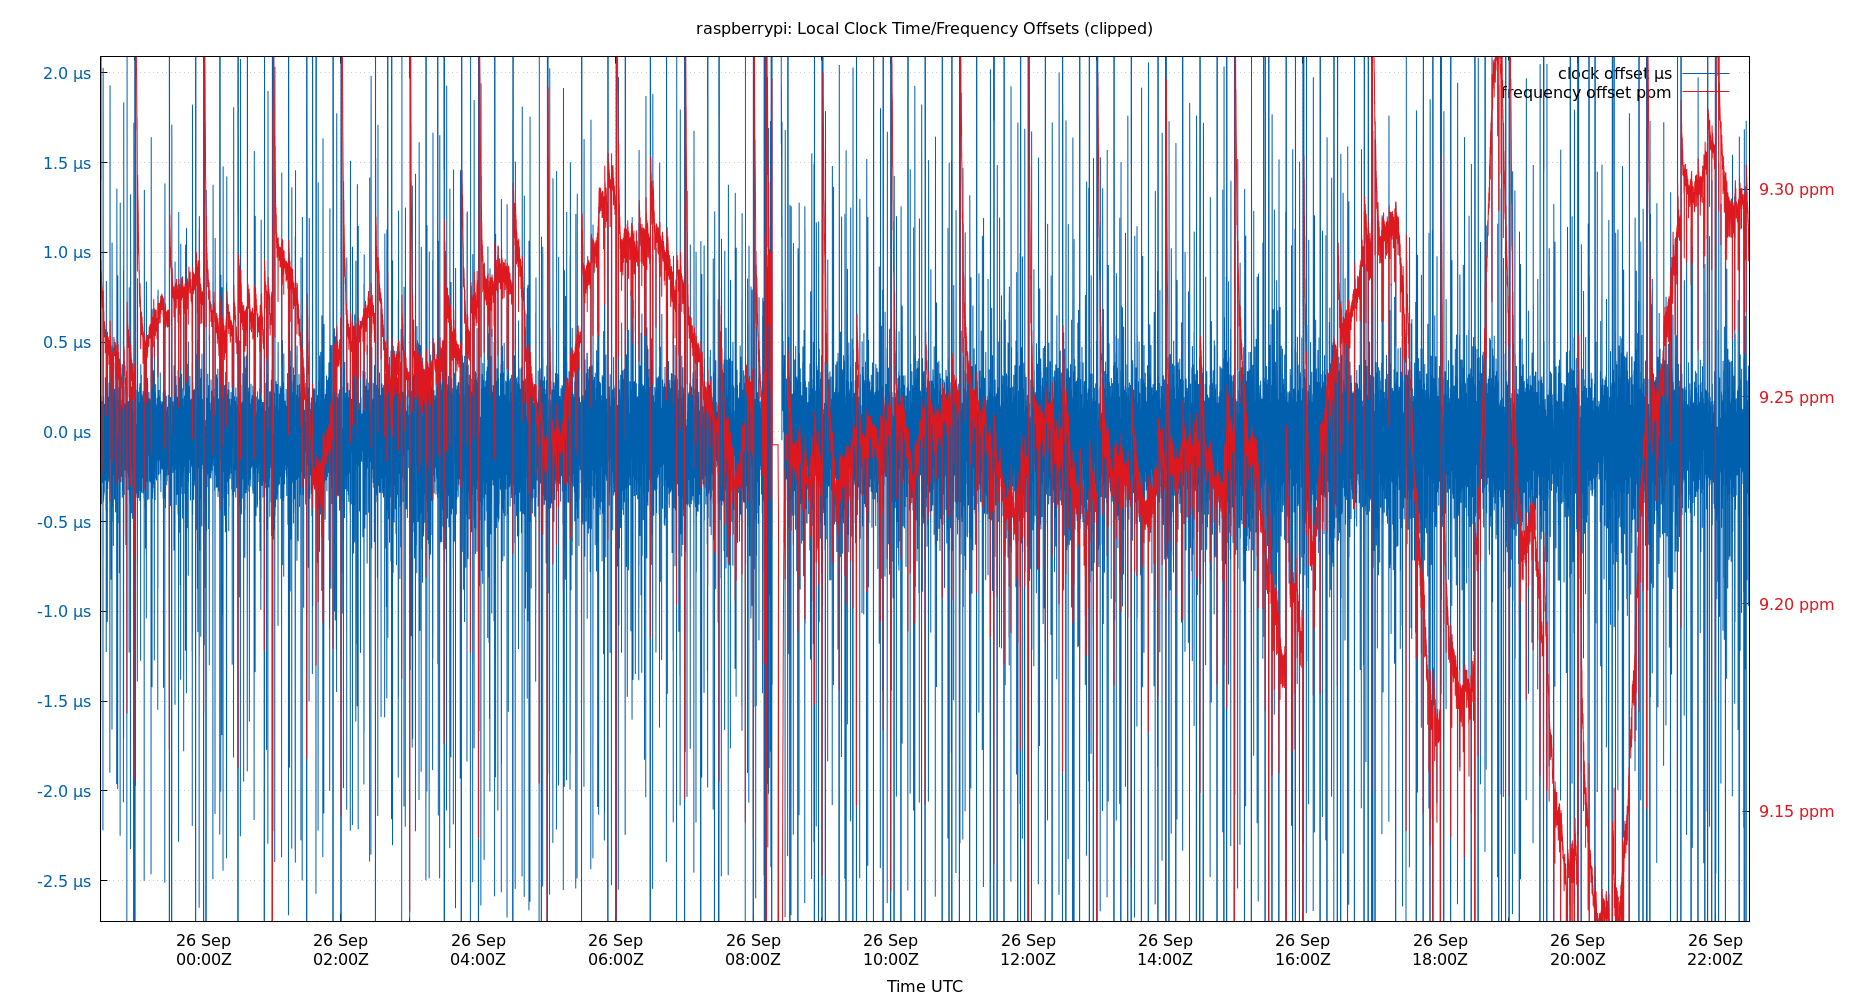 raspberrypi: Local Clock Time/Frequency Offsets (clipped)
clock offset µs
frequency offset ppm
2.0 µs
1.5 µs
1.0 µs
0.5 µs
0.0 µs
-0.5 µs
-1.0 µs
-1.5 µs
-2.0 µs
-2.5 µs
9.30 ppm
9.25 ppm
9.20 ppm
9.15 ppm
26 Sep 26 Sep 26 Sep 26 Sep 26 Sep 26 Sep 26 Sep 26 Sep 26 Sep 26 Sep 26 Sep 26 Sep
00:00Z 02:00Z 04:00Z 06:00Z 08:00Z 10:00Z 12:00Z 14:00Z 16:00Z 18:00Z 20:00Z 22:00Z
Time UTC